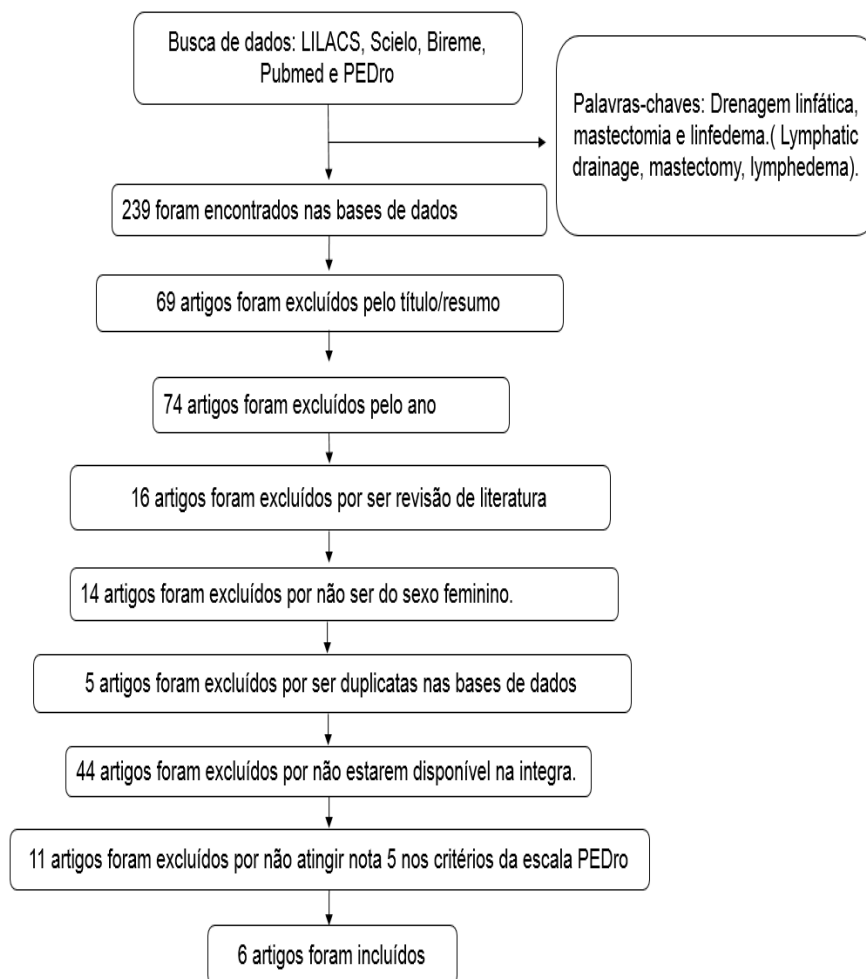 Busca de dados: LILACS, Scielo, Bireme,
Pubmed e PEDro
Palavras-chaves: Drenagem linfática,
mastectomia e linfedema.( Lymphatic
drainage, mastectomy, lymphedema).
239 foram encontrados nas bases de dados
69 artigos foram excluídos pelo título/resumo
74 artigos foram excluídos pelo ano
16 artigos foram excluídos por ser revisão de literatura
14 artigos foram excluídos por não ser do sexo feminino.
5 artigos foram excluídos por ser duplicatas nas bases de dados
44 artigos foram excluídos por não estarem disponível na integra.
11 artigos foram excluídos por não atingir nota 5 nos critérios da escala PEDro
6 artigos foram incluídos